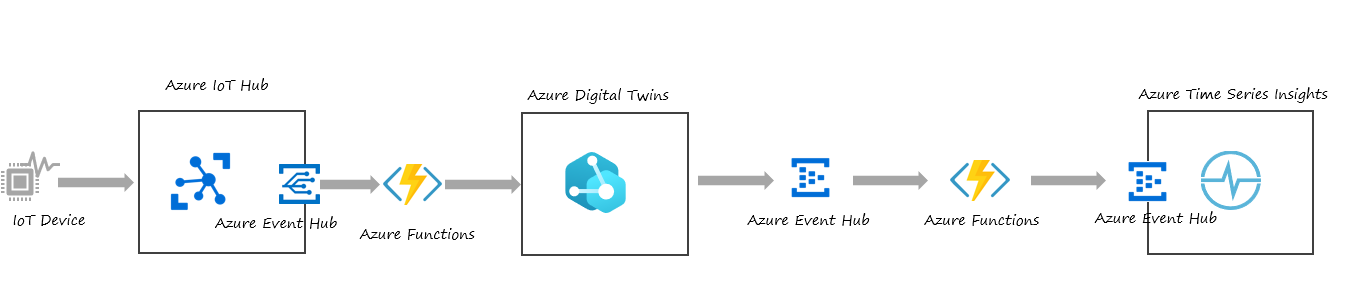 Azure IoT Hub
Azure Digital Twins
Azure Time Series Insights
IoT Device
Azure Event Hub
Azure Functions
Azure Event Hub
Azure Functions
Azure Event Hub